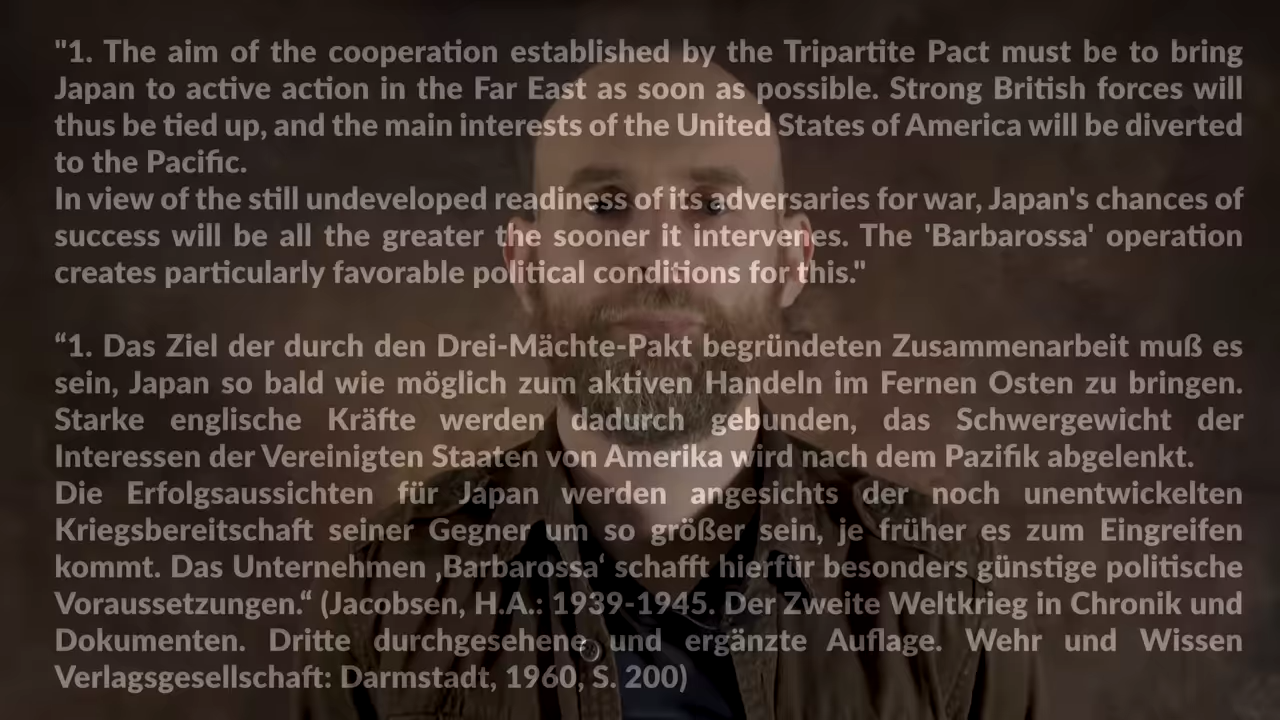 "1. The aim of the cooperation established by the Tripartite Pact must be to bring
Japan to active action in the Far East as soon as possible. Strong British forces will
thus be tied up, and the main interests of the United States of America will be diverted
to the Pacific.
In view of the still undeveloped readiness of its adversaries for war, Japan's chances of
success will be all the greater the sooner it intervenes. The 'Barbarossa' operation
creates particularly favorable political conditions for this."
“1. Das Ziel der durch den Drei-Mächte-Pakt begründeten Zusammenarbeit muß es
sein, Japan so bald wie möglich zum aktiven Handeln im Fernen Osten zu bringen.
Starke englische Kräfte werden dadurch gebunden, das Schwergewicht der
Interessen der Vereinigten Staaten von Amerika wird nach dem Pazifik abgelenkt.
Die Erfolgsaussichten für Japan werden angesichts der noch unentwickelten
Kriegsbereitschaft seiner Gegner um so größer sein, je früher es zum Eingreifen
kommt. Das Unternehmen ‚Barbarossa‘ schafft hierfür besonders günstige politische
Voraussetzungen.“ (Jacobsen, H.A.: 1939-1945. Der Zweite Weltkrieg in Chronik und
Dokumenten. Dritte durchgesehene und ergänzte Auflage. Wehr und Wissen
Verlagsgesellschaft: Darmstadt, 1960, S. 200)